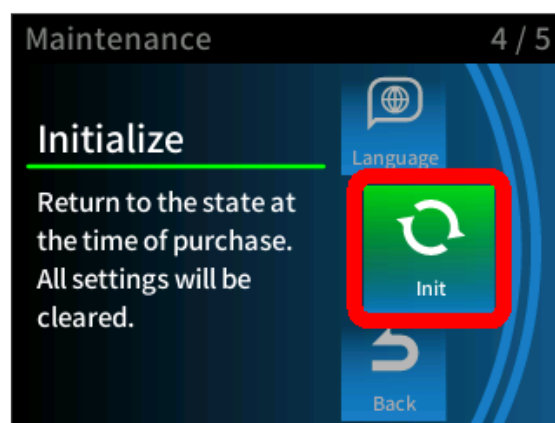 Maintenance 4 / 5
Initialize
Return to the state at
the time of purchase.
All settings will be
cleared.
Language
Init
Back